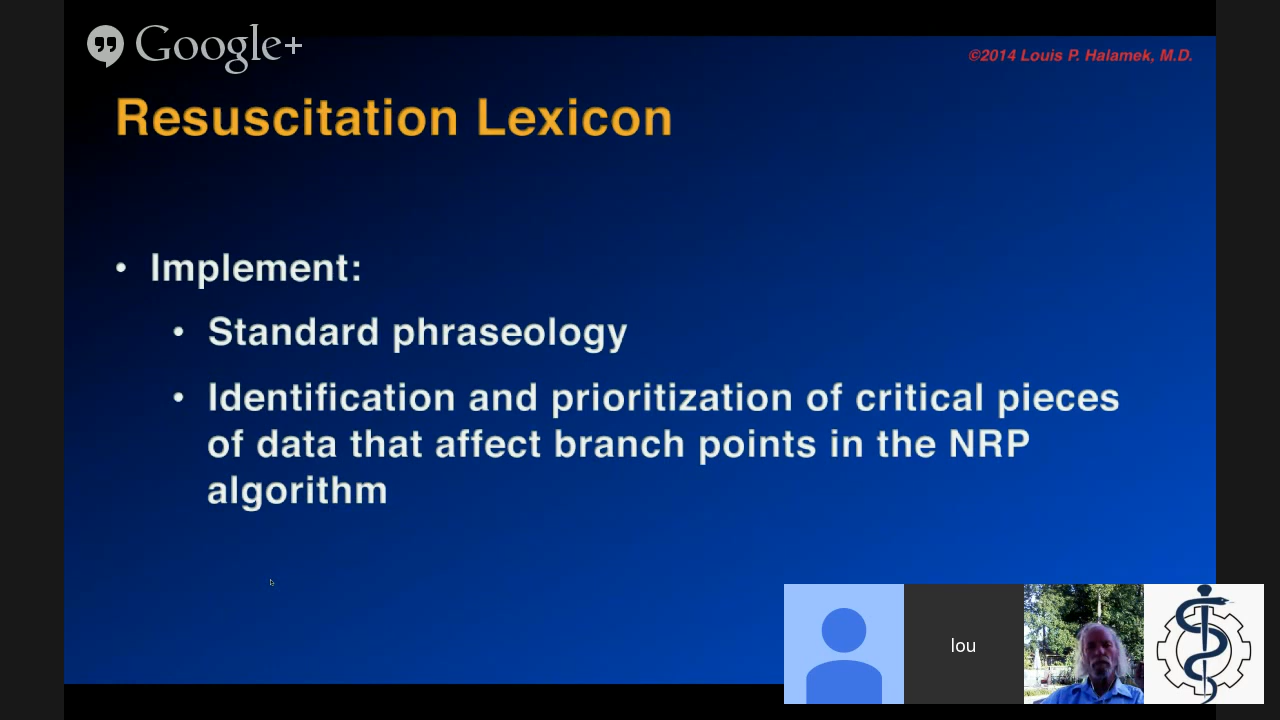 Google+
©2014 Louis P. Halamek, M.D.
Resuscitation Lexicon
• Implement:
• Standard phraseology
• Identification and prioritization of critical pieces
of data that affect branch points in the NRP
algorithm
lou